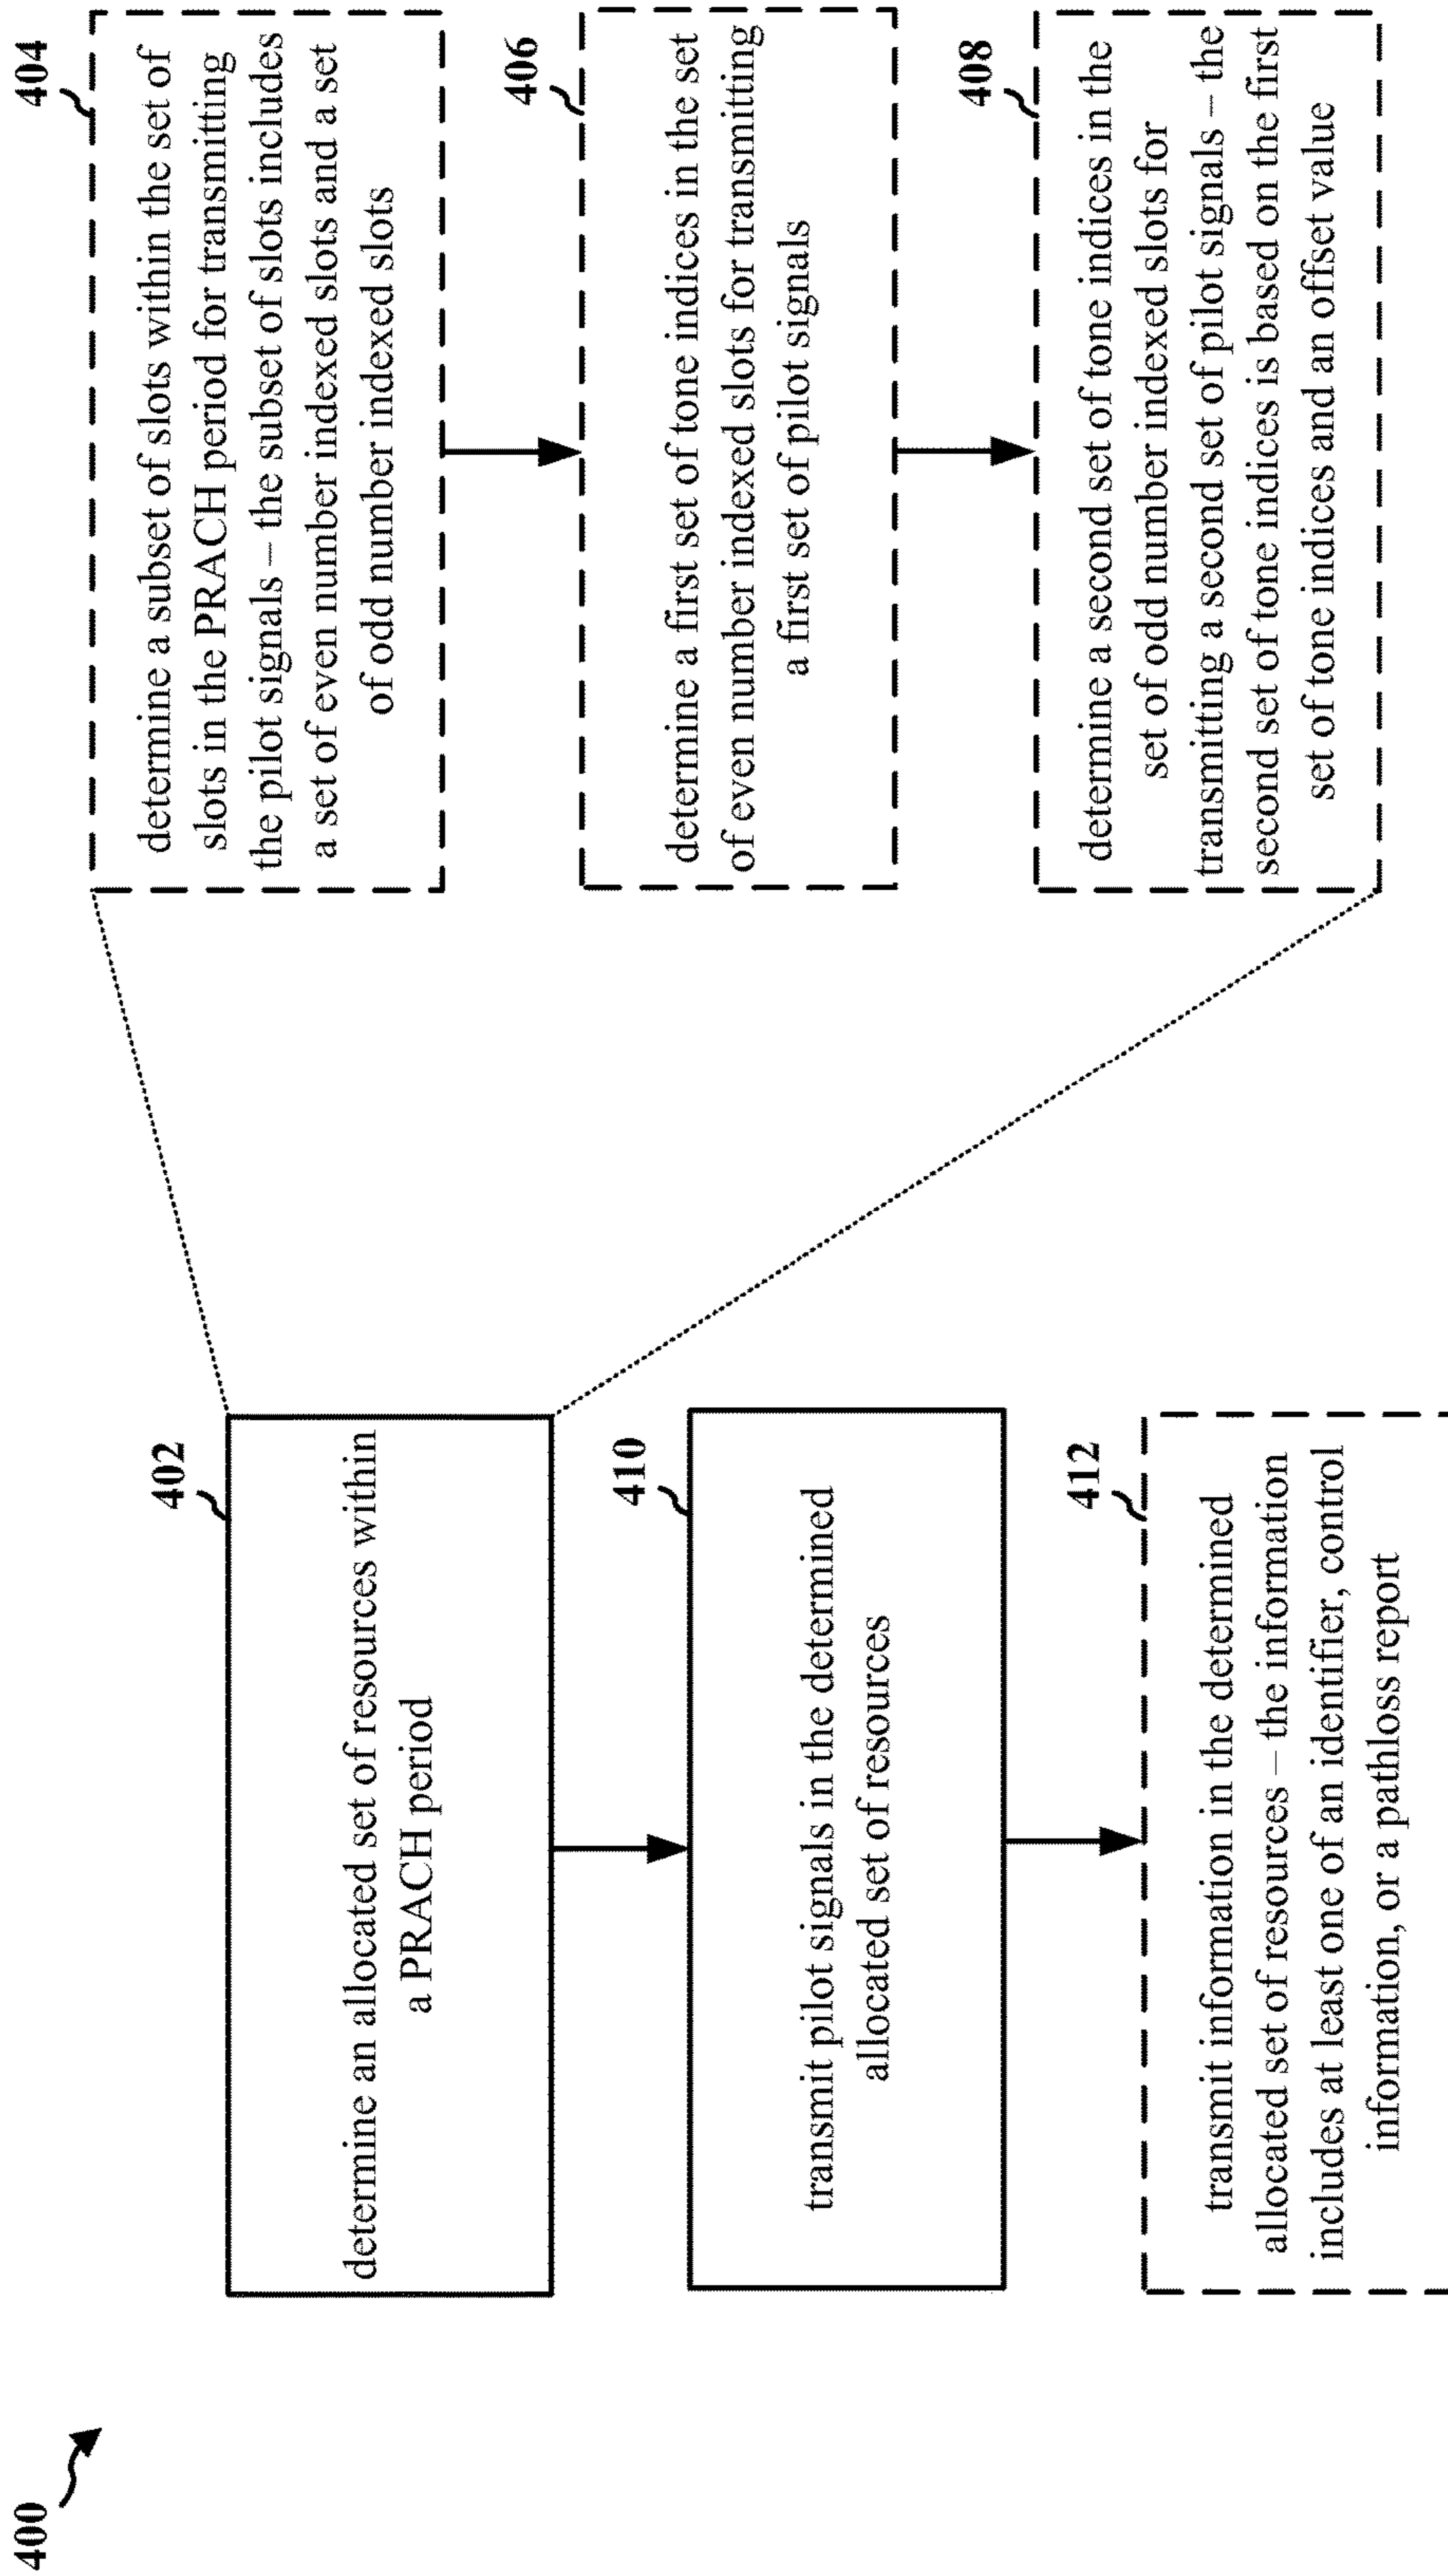 400
402
determine an allocated set of resources within
a PRACH period
410
transmit pilot signals in the determined
allocated set of resources
412
transmit information in the determined
allocated set of resources – the information
includes at least one of an identifier, control
information, or a pathloss report
404
determine a subset of slots within the set of
slots in the PRACH period for transmitting
the pilot signals – the subset of slots includes
a set of even number indexed slots and a set
of odd number indexed slots
406
determine a first set of tone indices in the set
of even number indexed slots for transmitting
a first set of pilot signals
408
determine a second set of tone indices in the
set of odd number indexed slots for
transmitting a second set of pilot signals – the
second set of tone indices is based on the first
set of tone indices and an offset value